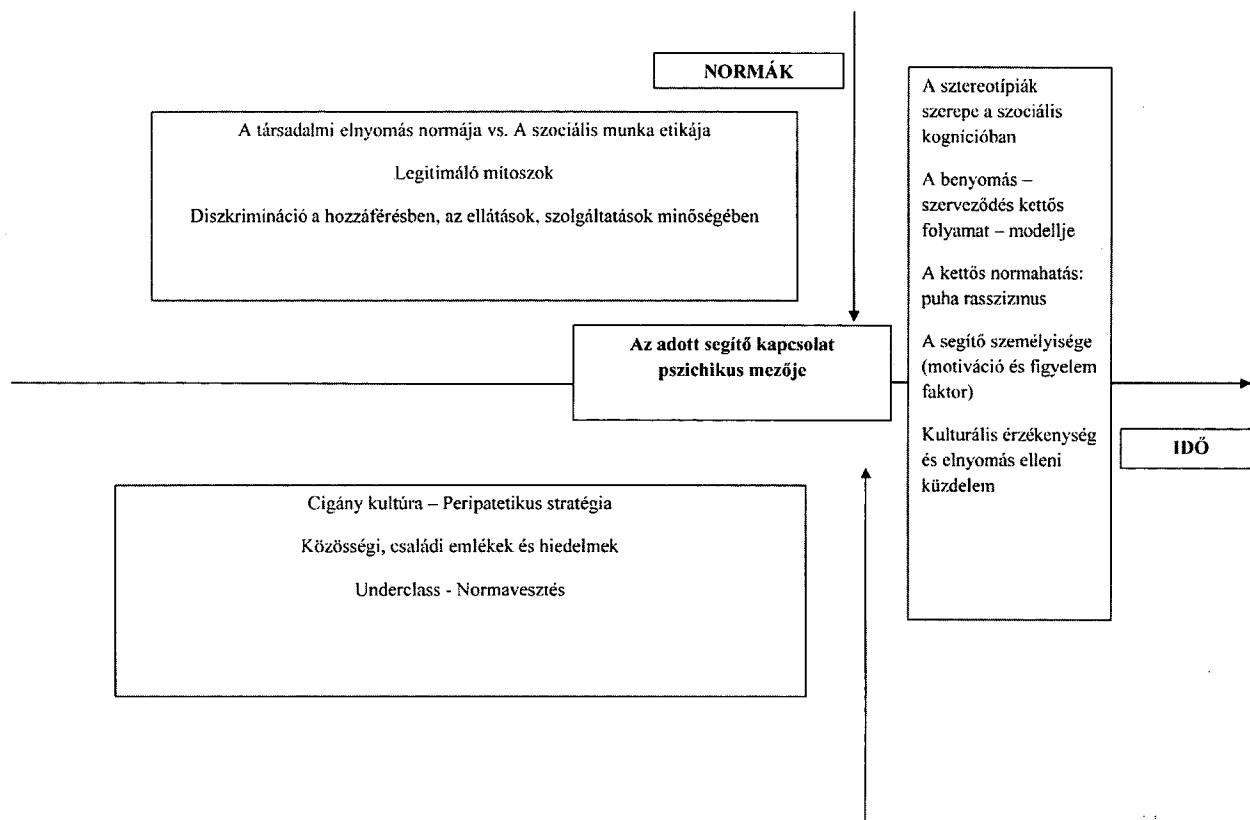 NORMÁK
A társadalmi elnyomás normája vs. A szociális munka etikája
Legitimáló mítoszok
Diszkrimináció a hozzáférésben, az ellátások, szolgáltatások minőségében
A sztereotípiák
szerepe a szociális
kognícióban
A benyomás –
szerveződés kettős
folyamat – modellje
A kettős normahatás:
puha rasszizmus
A segítő személyisége
(motiváció és figyelem
faktor)
Kulturális érzékenység
és elnyomás elleni
küzdelem
Az adott segítő kapcsolat
pszichikus mezője
IDŐ
Cigány kultúra – Peripatetikus stratégia
Közösségi, családi emlékek és hiedelmek
Underclass - Normavesztés